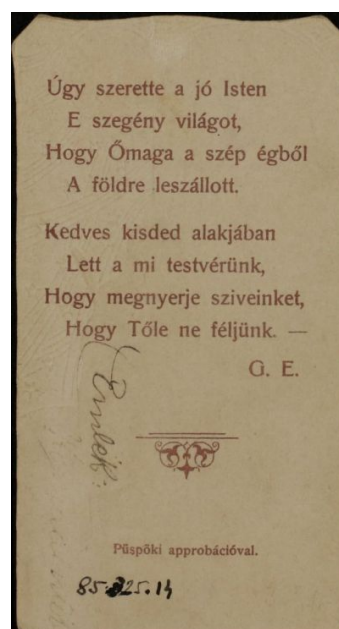 Úgy szerette a jó Isten
E szegény világot,
Hogy Őmaga a szép égből
A földre leszállott.
Kedves kisded alakjában
Lett a mi testvérünk,
Hogy megnyerje sziveinket,
Hogy Tőle ne féljünk. —
G. E.
Emlék:
Püspöki approbációval.
85.325.14